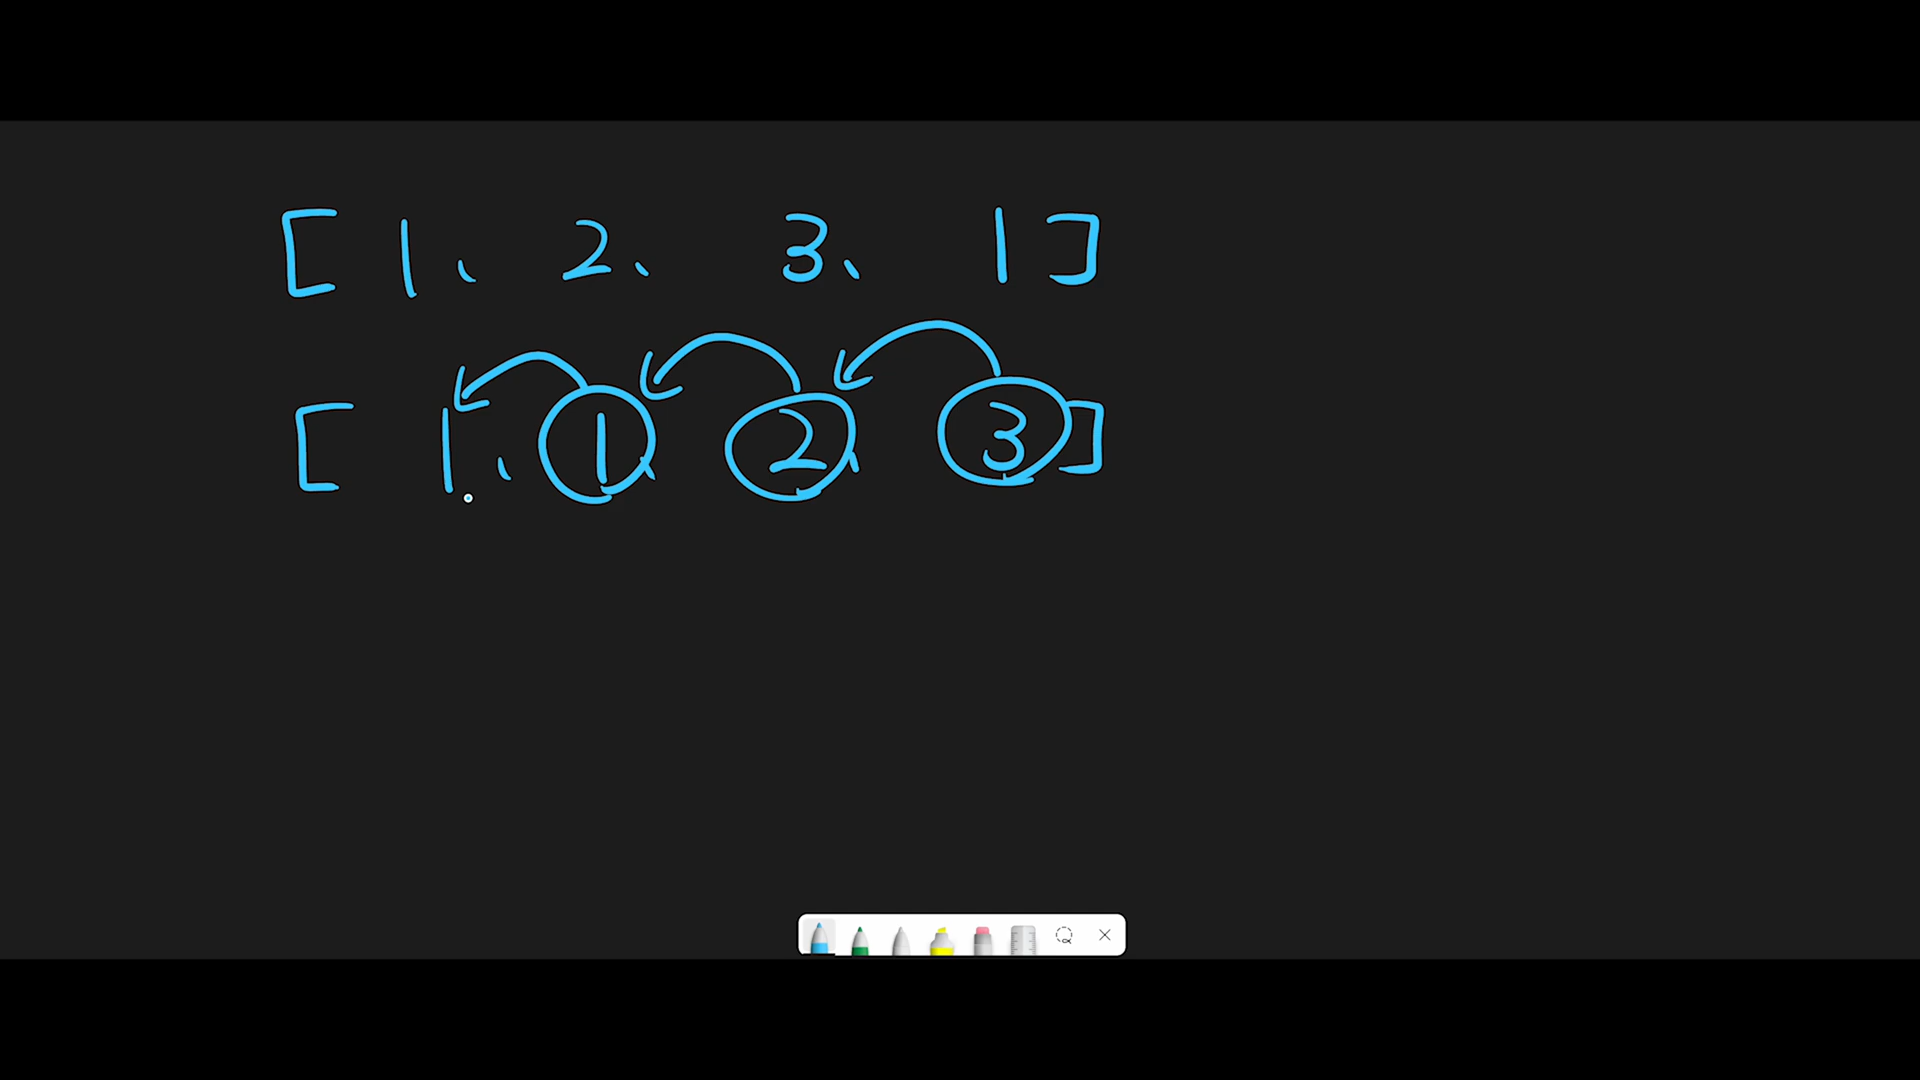 [ 1、 2、 3、 1 ]
[ 1、 1、 2、 3 ]